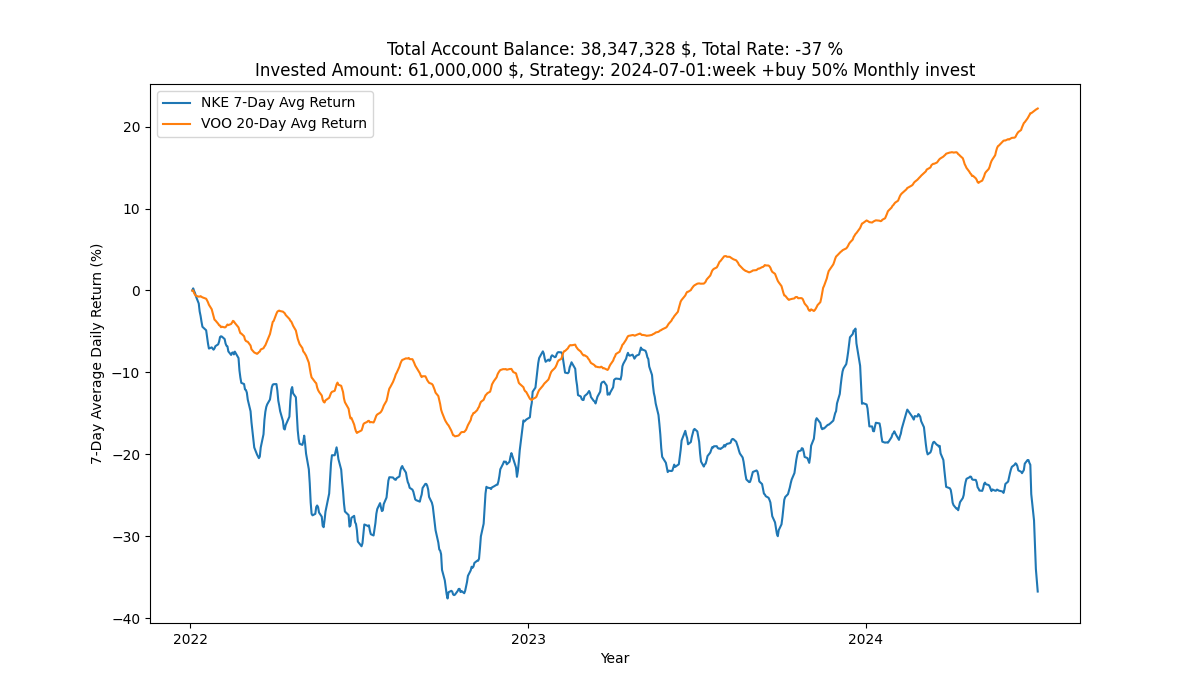 Total Account Balance: 38,347,328 $, Total Rate: -37 %
Invested Amount: 61,000,000 $, Strategy: 2024-07-01:week +buy 50% Monthly invest
NKE 7-Day Avg Return
VOO 20-Day Avg Return
7-Day Average Daily Return (%)
20
10
0
−10
−20
−30
−40
2022
2023
2024
Year